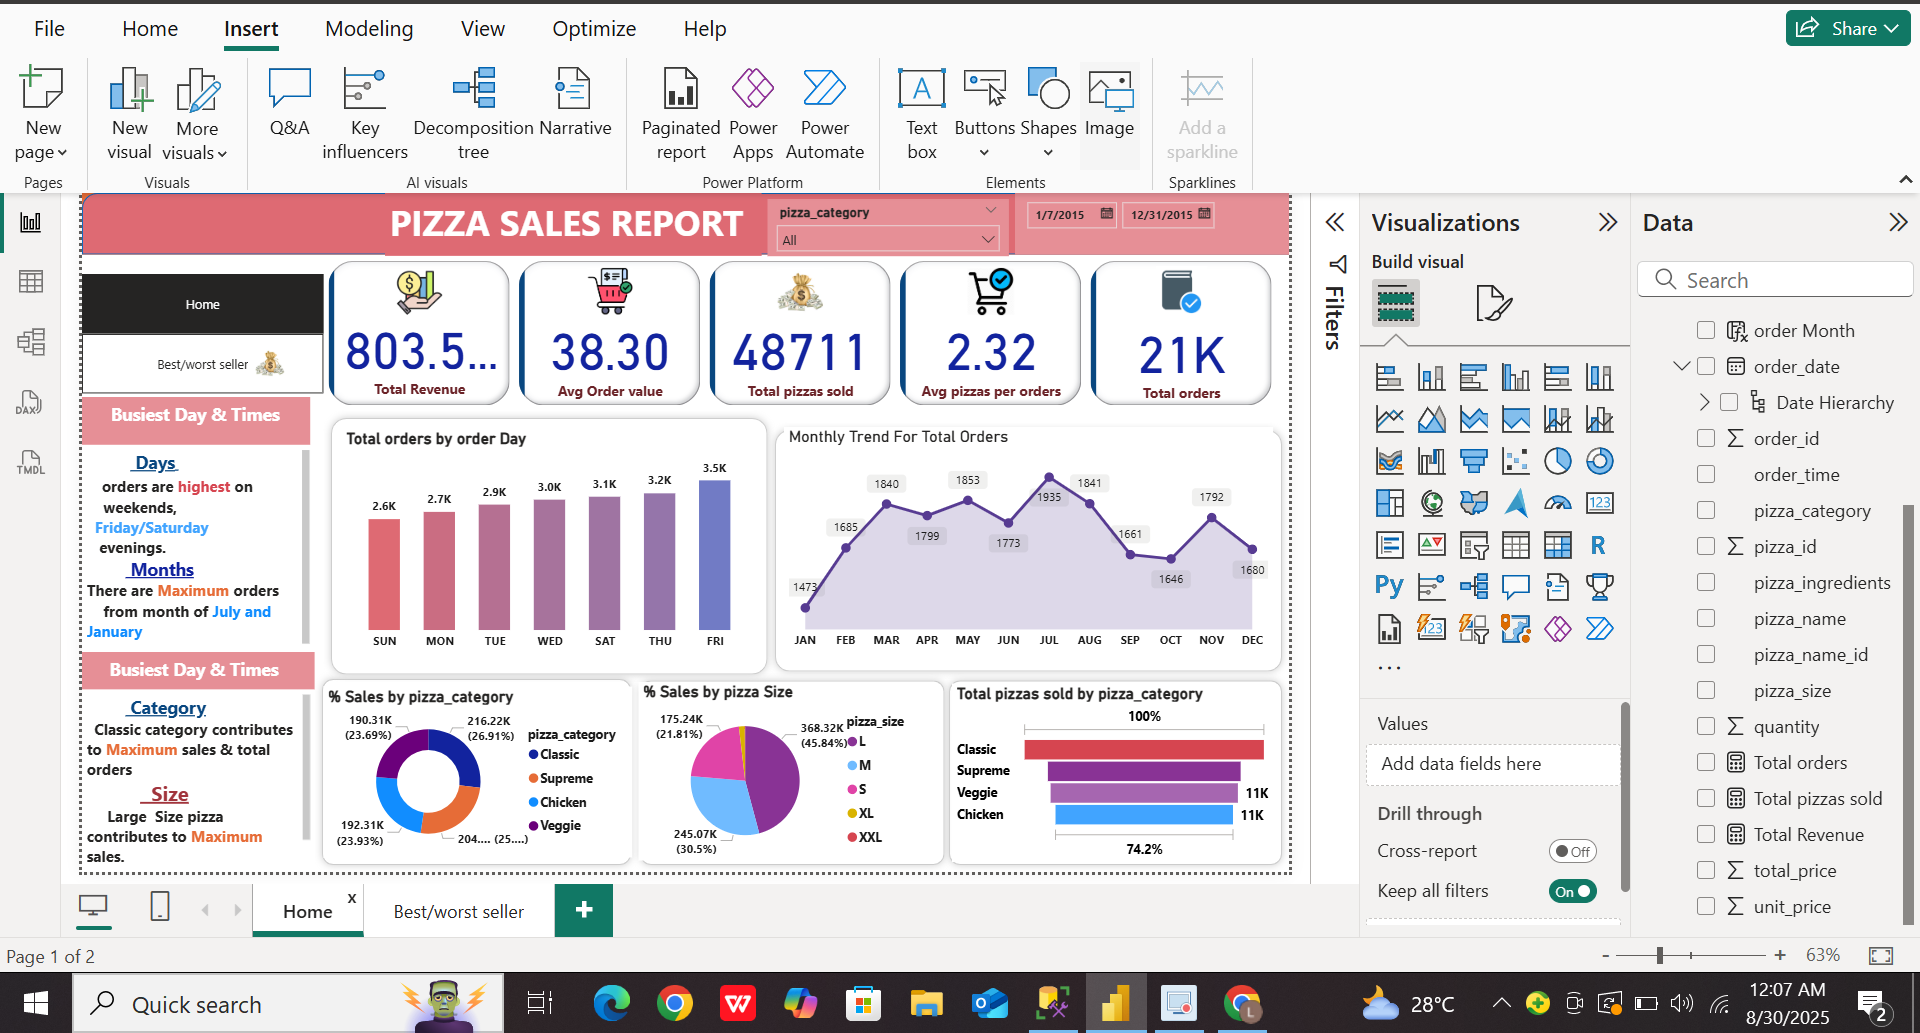 File Home Insert Modeling View Optimize Help Share
New page
New visual
More visuals
Q&A
Key influencers
Decomposition tree
Narrative
Paginated report
Power Apps
Power Automate
Text box
Buttons
Shapes
Image
Add a sparkline
Pages Visuals AI visuals Power Platform Elements Sparklines
PIZZA SALES REPORT
pizza_category
All
1/7/2015 12/31/2015
Home
Best/worst seller
803.5...
Total Revenue
38.30
Avg Order value
48711
Total pizzas sold
2.32
Avg pizzas per orders
21K
Total orders
Busiest Day & Times
Days
orders are highest on
weekends,
Friday/Saturday
evenings.
Months
There are Maximum orders
from month of July and
January
Busiest Day & Times
Category
Classic category contributes
to Maximum sales & total
orders
Size
Large Size pizza
contributes to Maximum
sales.
Total orders by order Day
2.6K 2.7K 2.9K 3.0K 3.1K 3.2K 3.5K
SUN MON TUE WED SAT THU FRI
Monthly Trend For Total Orders
1473 1685 1840 1799 1853 1773 1935 1841 1661 1646 1792 1680
JAN FEB MAR APR MAY JUN JUL AUG SEP OCT NOV DEC
% Sales by pizza_category
190.31K
(23.69%)
216.22K
(26.91%)
192.31K
(23.93%)
204.... (25....)
pizza_category
Classic
Supreme
Chicken
Veggie
% Sales by pizza Size
175.24K
(21.81%)
368.32K
(45.84%)
245.07K
(30.5%)
pizza_size
L
M
S
XL
XXL
Total pizzas sold by pizza_category
100%
Classic
Supreme
Veggie 11K
Chicken 11K
74.2%
Filters
Visualizations
Build visual
123
R
Py
123
...
Values
Add data fields here
Drill through
Cross-report Off
Keep all filters On
Data
Search
order Month
order_date
Date Hierarchy
order_id
order_time
pizza_category
pizza_id
pizza_ingredients
pizza_name
pizza_name_id
pizza_size
quantity
Total orders
Total pizzas sold
Total Revenue
total_price
unit_price
DAX
TMDL
Home x
Best/worst seller
+
Page 1 of 2
- + 63%
Quick search
28°C
12:07 AM
8/30/2025
2